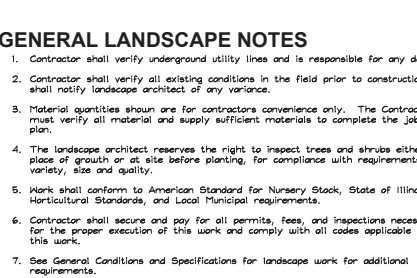 GENERAL LANDSCAPE NOTES
1. Contractor shall verify underground utility lines and is responsible for any
2. Contractor shall verify all existing conditions in the field prior to
shall notify landscape architect of any variance.
3. Material quantities shown are for contractors convenience only. The
must verify all material and supply sufficient materials to complete the job
plan.
4. The landscape architect reserves the right to inspect trees and shrubs
place of growth or at site before planting, for compliance with
variety, size and quality.
5. Work shall conform to American Standard for Nursery Stock, State of
Horticultural Standards, and Local Municipal requirements.
6. Contractor shall secure and pay for all permits, fees, and inspections
for the proper execution of this work and comply with all codes applicable
this work.
7. See General Conditions and Specifications for landscape work for additional
requirements.